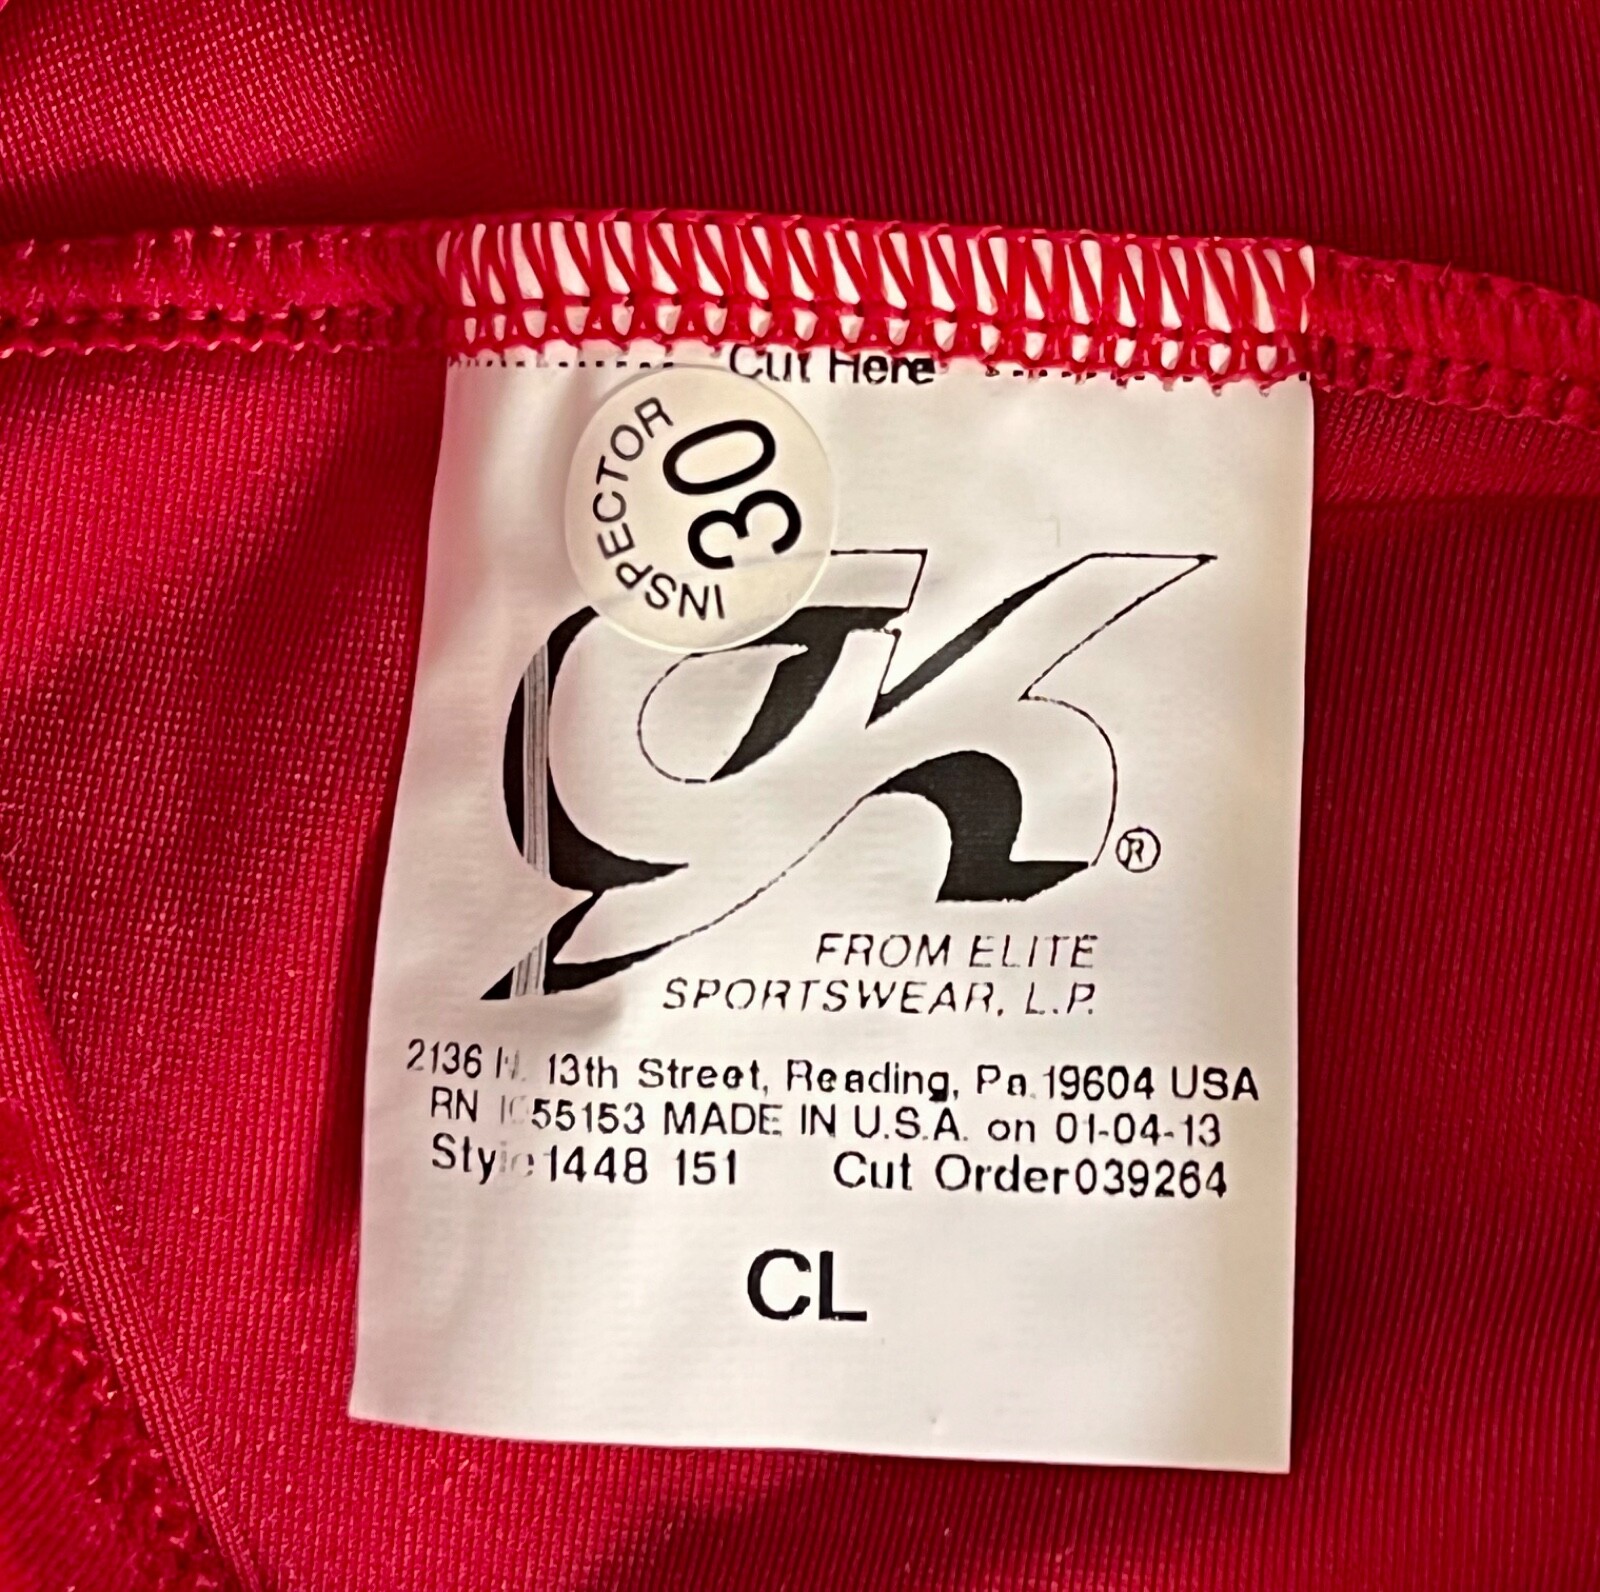 Cut Here
INSPECTOR
30
GK
®
FROM ELITE
SPORTSWEAR, L.P.
2136 N. 13th Street, Reading, Pa. 19604 USA
RN 55153 MADE IN U.S.A. on 01-04-13
Style 1448 151 Cut Order 039264
CL